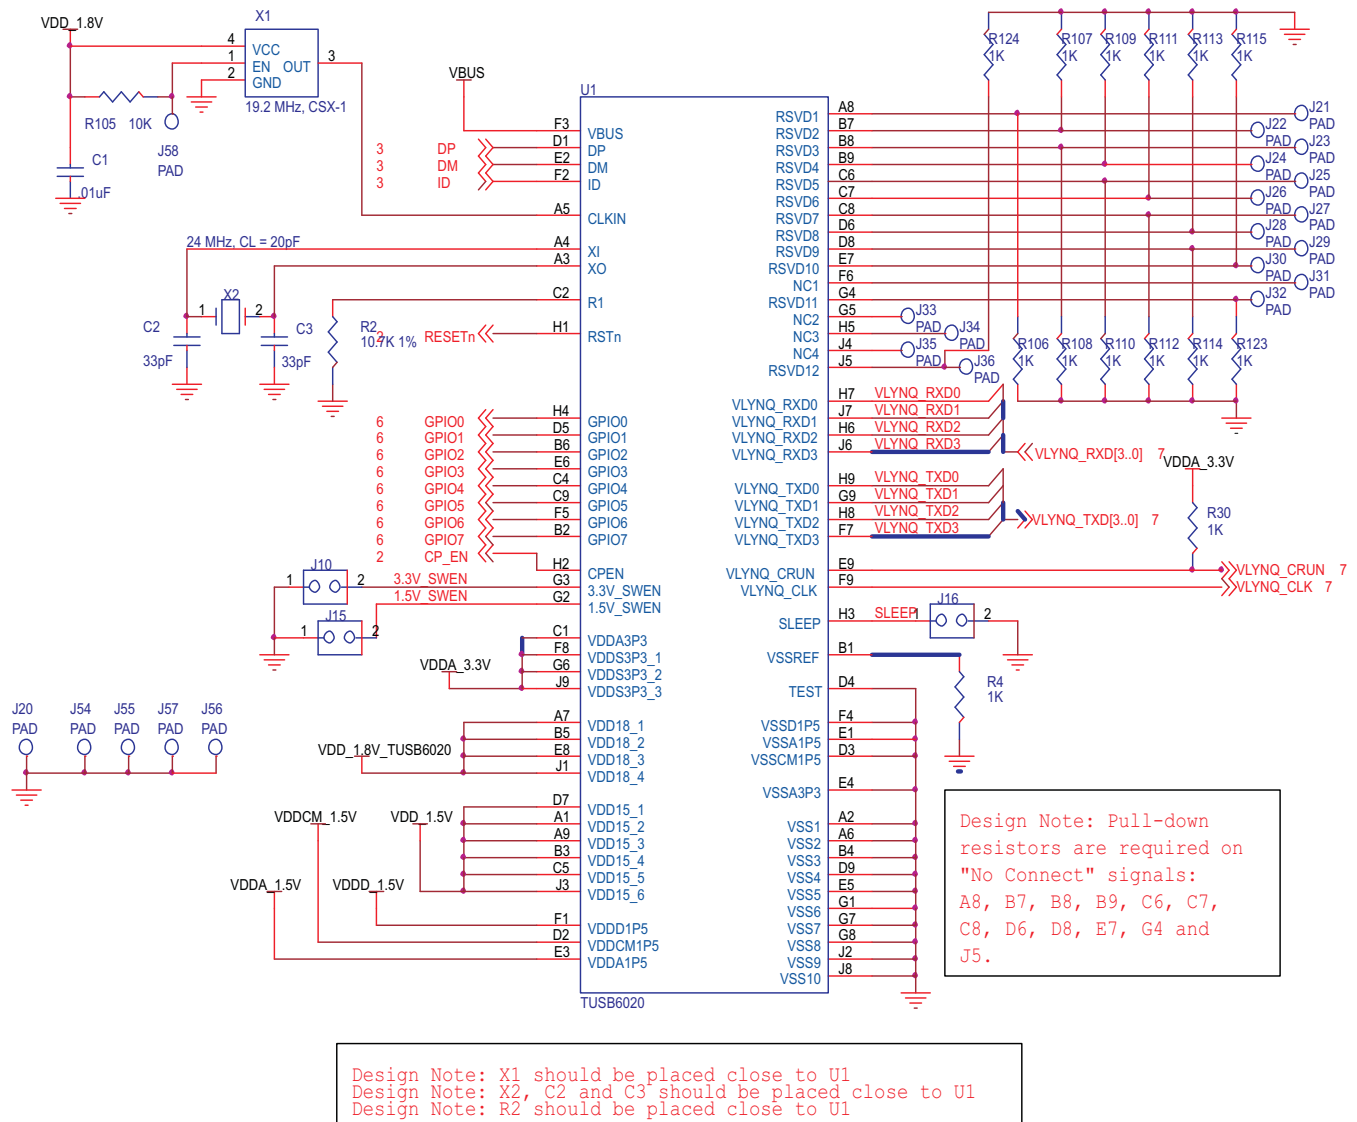 VDD_1.8V
X1
4
VCC
1
EN OUT
3
2
GND
19.2 MHz, CSX-1
R105 10K
J58
PAD
C1
.01uF
VBUS
U1
F3
VBUS
3 DP
D1
DP
3 DM
E2
DM
3 ID
F2
ID
A5
CLKIN
24 MHz, CL = 20pF
A4
XI
A3
XO
1
X2
2
C2
33pF
C3
33pF
C2
R1
R2
10.7K 1%
2 RESETn
H1
RSTn
6 GPIO0
H4
GPIO0
6 GPIO1
D5
GPIO1
6 GPIO2
B6
GPIO2
6 GPIO3
E6
GPIO3
6 GPIO4
C4
GPIO4
6 GPIO5
C9
GPIO5
6 GPIO6
F5
GPIO6
6 GPIO7
B2
GPIO7
2 CP_EN
H2
CPEN
J10
1
2
3.3V_SWEN
G3
3.3V_SWEN
1.5V_SWEN
G2
1.5V_SWEN
J15
1
2
C1
VDDA3P3
F8
VDDS3P3_1
G6
VDDS3P3_2
VDDA_3.3V
J9
VDDS3P3_3
J20
PAD
J54
PAD
J55
PAD
J57
PAD
J56
PAD
A7
VDD18_1
B5
VDD18_2
VDD_1.8V_TUSB6020
E8
VDD18_3
J1
VDD18_4
D7
VDD15_1
VDDCM_1.5V
VDD_1.5V
A1
VDD15_2
A9
VDD15_3
B3
VDD15_4
C5
VDD15_5
VDDA_1.5V
VDDD_1.5V
J3
VDD15_6
F1
VDDD1P5
D2
VDDCM1P5
E3
VDDA1P5
TUSB6020
R124
1K
R107
1K
R109
1K
R111
1K
R113
1K
R115
1K
RSVD1
A8
J21
PAD
RSVD2
B7
J22
PAD
RSVD3
B8
J23
PAD
RSVD4
B9
J24
PAD
RSVD5
C6
J25
PAD
RSVD6
C7
J26
PAD
RSVD7
C8
J27
PAD
RSVD8
D6
J28
PAD
RSVD9
D8
J29
PAD
RSVD10
E7
J30
PAD
NC1
F6
J31
PAD
RSVD11
G4
J32
PAD
NC2
G5
J33
PAD
NC3
H5
J34
PAD
NC4
J4
J35
PAD
RSVD12
J5
J36
PAD
R106
1K
R108
1K
R110
1K
R112
1K
R114
1K
R123
1K
VLYNQ_RXD0
H7
VLYNQ_RXD0
VLYNQ_RXD1
J7
VLYNQ_RXD1
VLYNQ_RXD2
H6
VLYNQ_RXD2
VLYNQ_RXD3
J6
VLYNQ_RXD3
VLYNQ_RXD[3..0] 7
VLYNQ_TXD0
H9
VLYNQ_TXD0
VLYNQ_TXD1
G9
VLYNQ_TXD1
VLYNQ_TXD2
H8
VLYNQ_TXD2
VLYNQ_TXD3
F7
VLYNQ_TXD3
VLYNQ_TXD[3..0] 7
VDDA_3.3V
R30
1K
VLYNQ_CRUN
E9
VLYNQ_CRUN 7
VLYNQ_CLK
F9
VLYNQ_CLK 7
SLEEP
H3
SLEEP
1
J16
2
VSSREF
B1
R4
1K
TEST
D4
VSSD1P5
F4
VSSA1P5
E1
VSSCM1P5
D3
VSSA3P3
E4
VSS1
A2
VSS2
A6
VSS3
B4
VSS4
D9
VSS5
E5
VSS6
G1
VSS7
G7
VSS8
G8
VSS9
J2
VSS10
J8
Design Note: Pull-down
resistors are required on
"No Connect" signals:
A8, B7, B8, B9, C6, C7,
C8, D6, D8, E7, G4 and
J5.
Design Note: X1 should be placed close to U1
Design Note: X2, C2 and C3 should be placed close to U1
Design Note: R2 should be placed close to U1